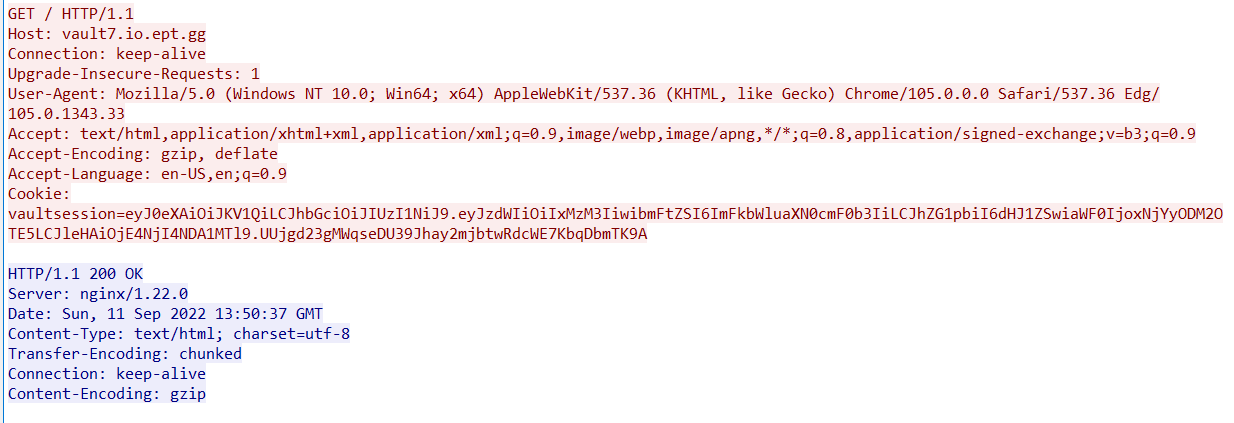 GET / HTTP/1.1
Host: vault7.io.ept.gg
Connection: keep-alive
Upgrade-Insecure-Requests: 1
User-Agent: Mozilla/5.0 (Windows NT 10.0; Win64; x64) AppleWebKit/537.36 (KHTML, like Gecko) Chrome/105.0.0.0 Safari/537.36 Edg/
105.0.1343.33
Accept: text/html,application/xhtml+xml,application/xml;q=0.9,image/webp,image/apng,*/*;q=0.8,application/signed-exchange;v=b3;q=0.9
Accept-Encoding: gzip, deflate
Accept-Language: en-US,en;q=0.9
Cookie:
vaultsession=eyJ0eXAiOiJKV1QiLCJhbGciOiJIUzI1NiJ9.eyJzdWIiOiIxMzM3IiwibmFtZSI6ImFkbWluaXN0cmF0b3IiLCJhZG1pbiI6dHJ1ZSwiaWF0IjoxNjYyODM2O
TE5LCJleHAiOjE4NjI4NDA1MTl9.UUjgd23gMWqseDU39Jhay2mjbtwRdcWE7KbqDbmTK9A
HTTP/1.1 200 OK
Server: nginx/1.22.0
Date: Sun, 11 Sep 2022 13:50:37 GMT
Content-Type: text/html; charset=utf-8
Transfer-Encoding: chunked
Connection: keep-alive
Content-Encoding: gzip